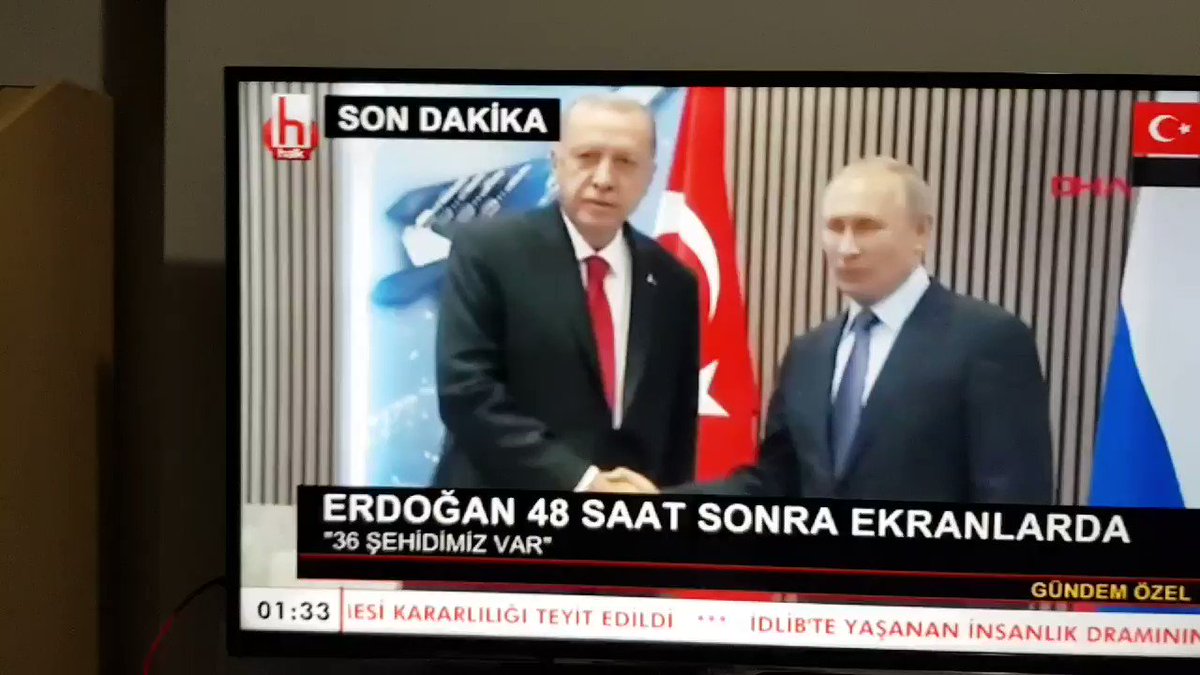 h
halk
SON DAKİKA
DHA
ERDOĞAN 48 SAAT SONRA EKRANLARDA
"36 ŞEHİDİMİZ VAR"
GÜNDEM ÖZEL
01:33
KARARLILIĞI TEYİT EDİLDİ *** İDLİB'TE YAŞANAN İNSANLIK DRAMININ